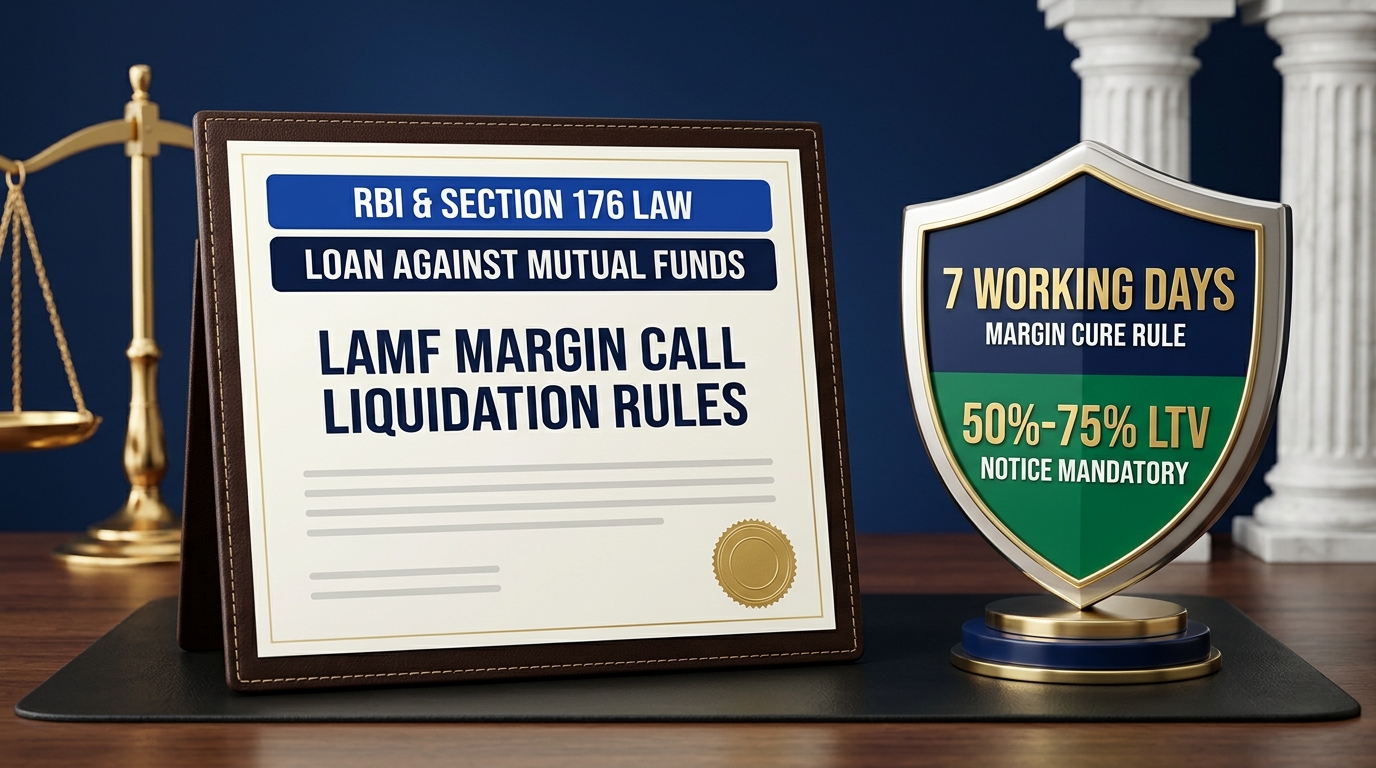 RBI & SECTION 176 LAW
LOAN AGAINST MUTUAL FUNDS
LAMF MARGIN CALL
LIQUIDATION RULES
7 WORKING DAYS
MARGIN CURE RULE
50%-75% LTV
NOTICE MANDATORY